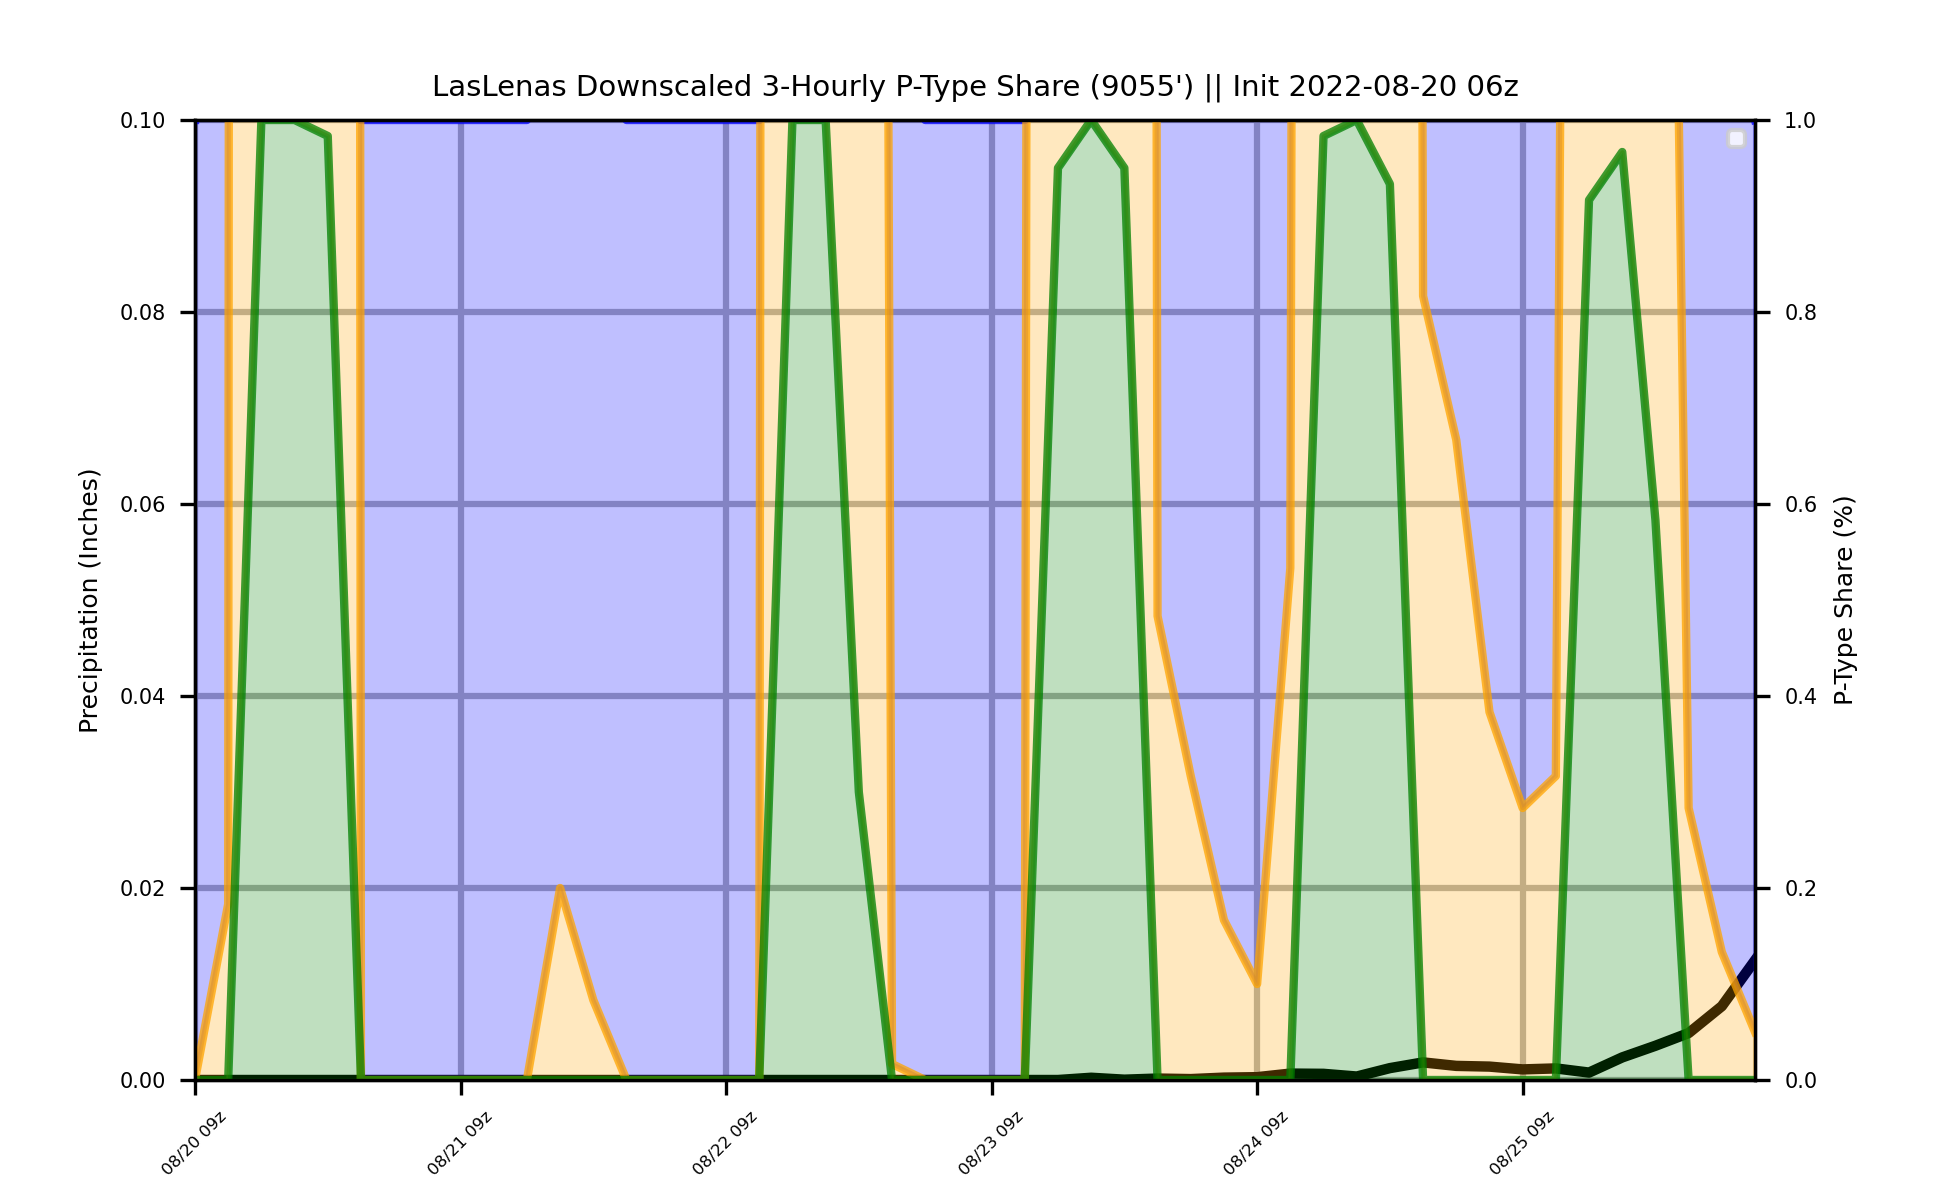 LasLenas Downscaled 3-Hourly P-Type Share (9055') || Init 2022-08-20 06z
0.10
0.08
0.06
0.04
0.02
0.00
Precipitation (Inches)
1.0
0.8
0.6
0.4
0.2
0.0
P-Type Share (%)
08/20 09z
08/21 09z
08/22 09z
08/23 09z
08/24 09z
08/25 09z